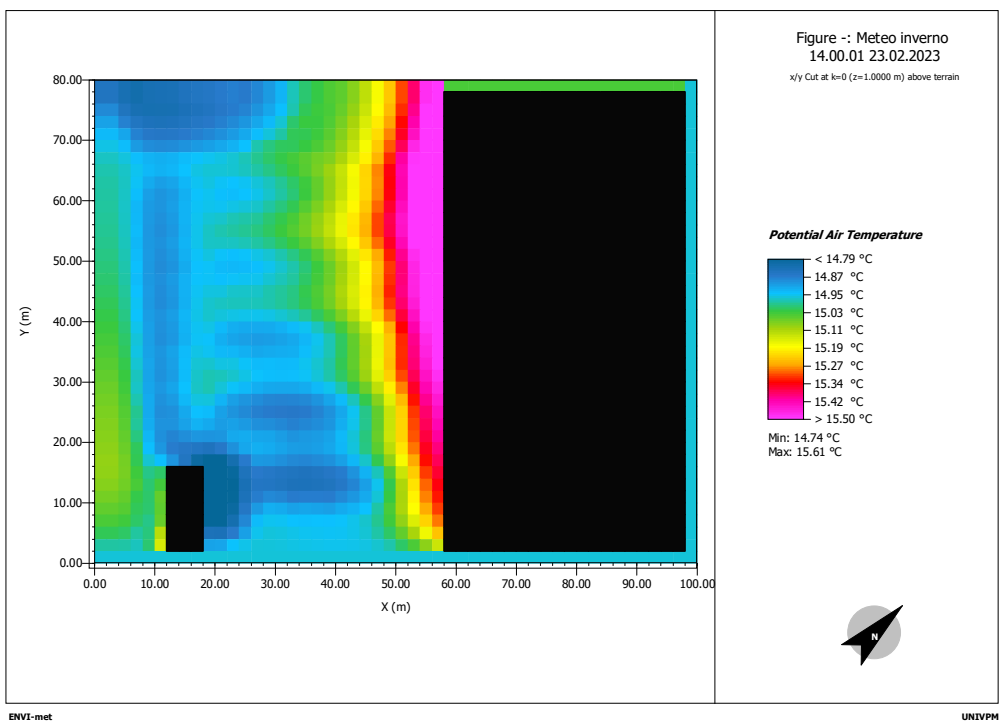 Figure -: Meteo inverno
14.00.01 23.02.2023
x/y Cut at k=0 (z=1.0000 m) above terrain
80.00
70.00
60.00
50.00
40.00
30.00
20.00
10.00
0.00
Y (m)
0.00 10.00 20.00 30.00 40.00 50.00 60.00 70.00 80.00 90.00 100.00
X (m)
Potential Air Temperature
< 14.79 °C
14.87 °C
14.95 °C
15.03 °C
15.11 °C
15.19 °C
15.27 °C
15.34 °C
15.42 °C
> 15.50 °C
Min: 14.74 °C
Max: 15.61 °C
N
ENVI-met
UNIVPM